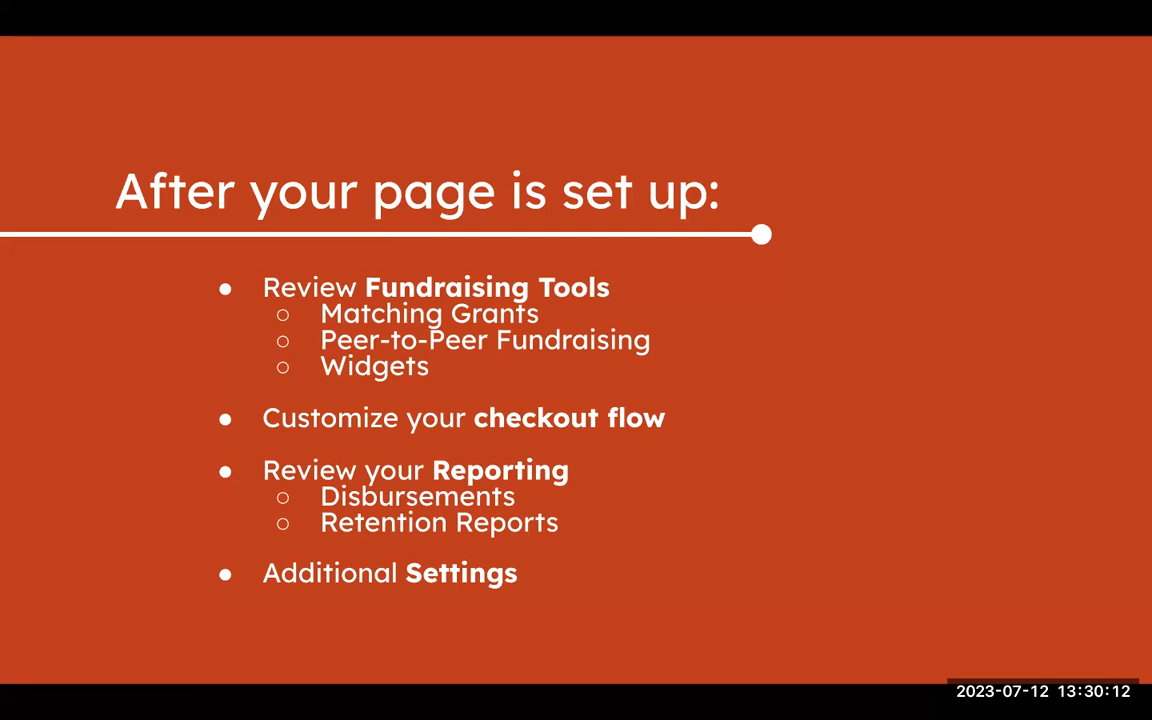 After your page is set up:
● Review Fundraising Tools
○ Matching Grants
○ Peer-to-Peer Fundraising
○ Widgets
● Customize your checkout flow
● Review your Reporting
○ Disbursements
○ Retention Reports
● Additional Settings
2023-07-12 13:30:12